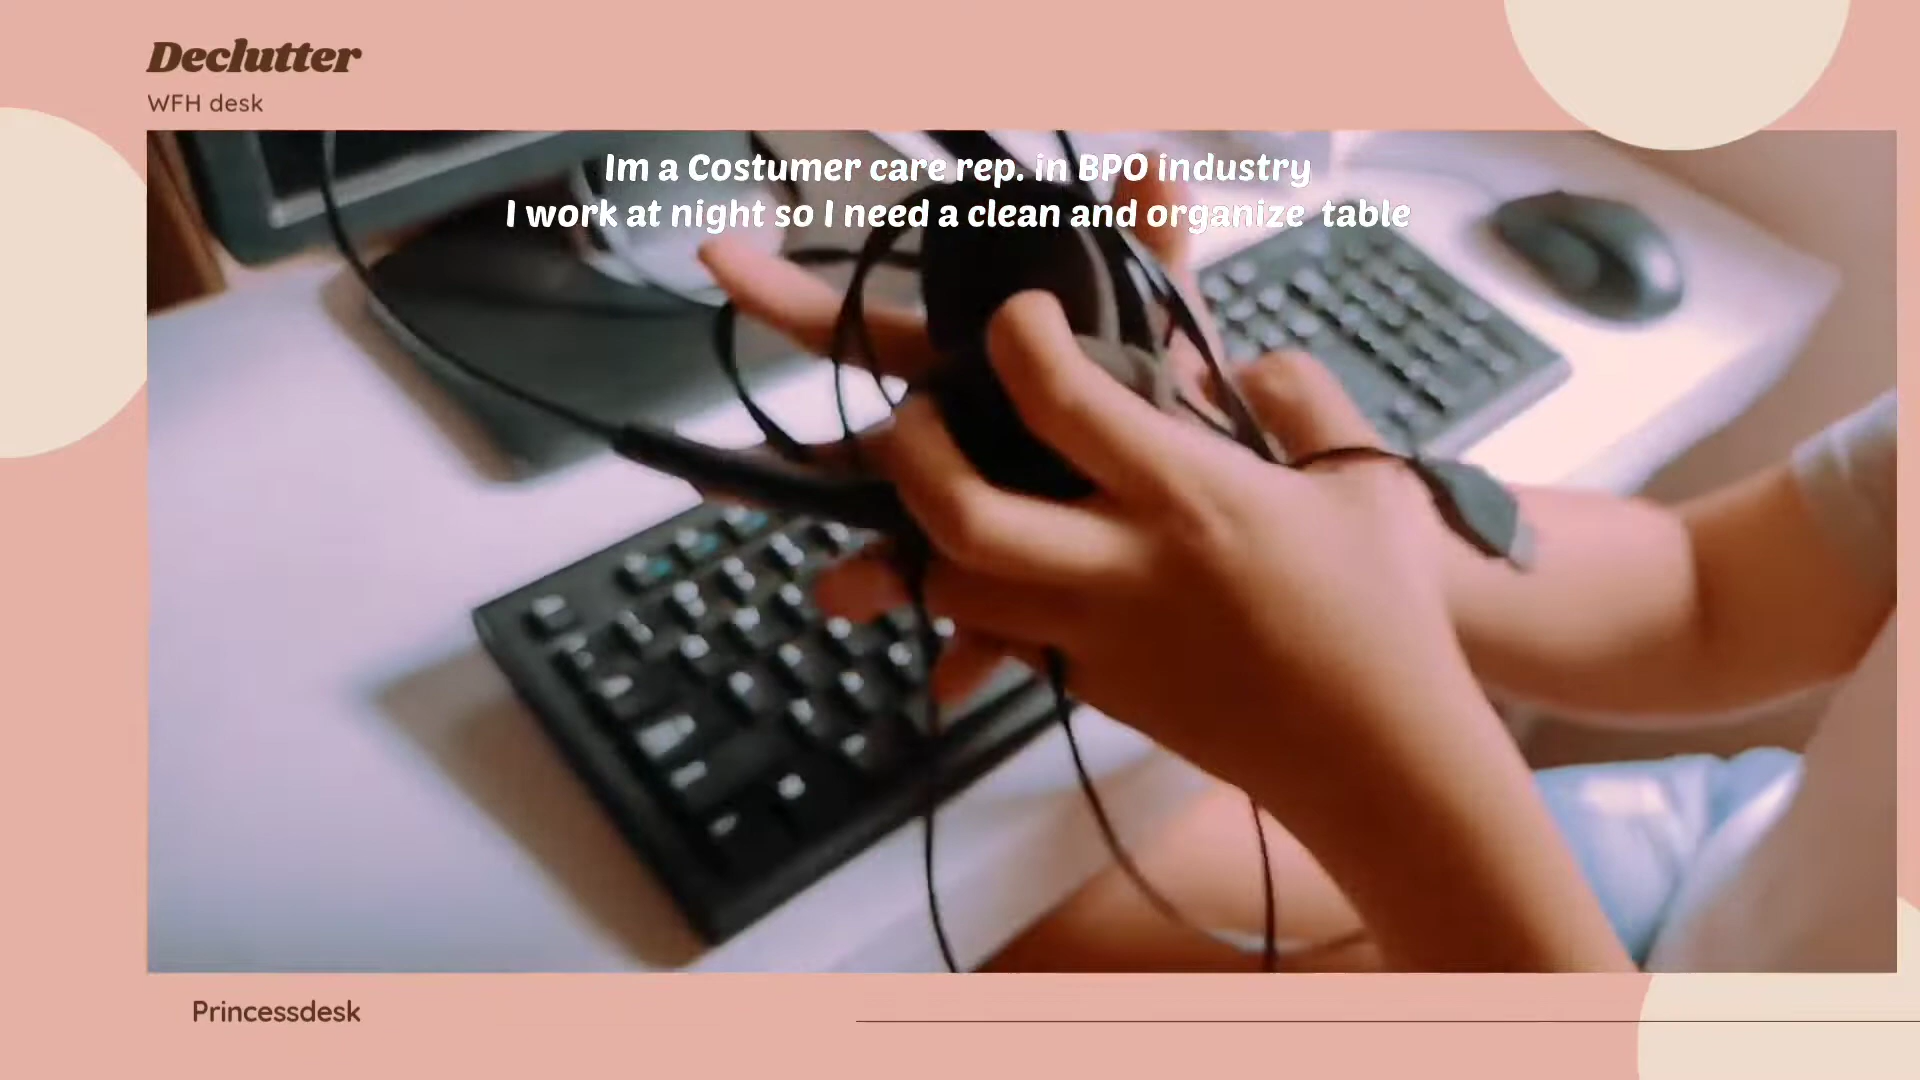 Declutter
WFH desk
Im a Costumer care rep. in BPO industry
I work at night so I need a clean and organize table
Princessdesk